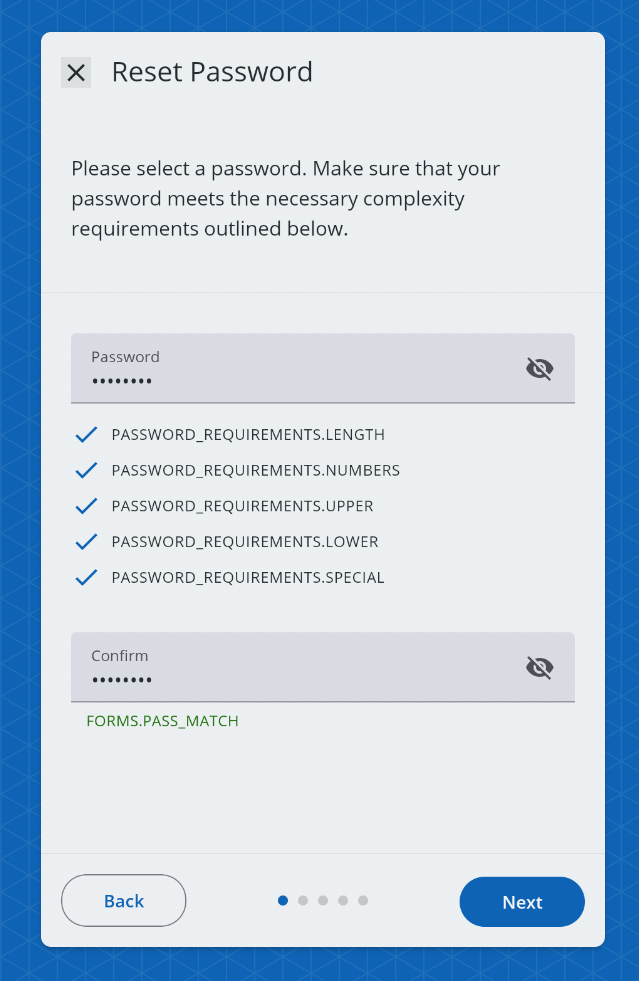 Reset Password
Please select a password. Make sure that your
password meets the necessary complexity
requirements outlined below.
Password
••••••••
PASSWORD_REQUIREMENTS.LENGTH
PASSWORD_REQUIREMENTS.NUMBERS
PASSWORD_REQUIREMENTS.UPPER
PASSWORD_REQUIREMENTS.LOWER
PASSWORD_REQUIREMENTS.SPECIAL
Confirm
••••••••
FORMS.PASS_MATCH
Back
Next